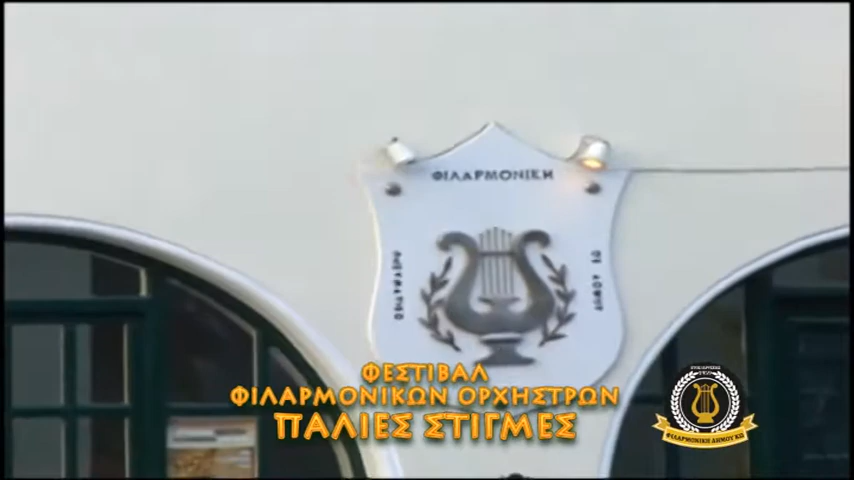 ΦΙΛΑΡΜΟΝΙΚΗ
ΦΕΣΤΙΒΑΛ
ΦΙΛΑΡΜΟΝΙΚΩΝ ΟΡΧΗΣΤΡΩΝ
ΠΑΛΙΕΣ ΣΤΙΓΜΕΣ
ΦΙΛΑΡΜΟΝΙΚΗ ΔΗΜΟΥ ΚΩ